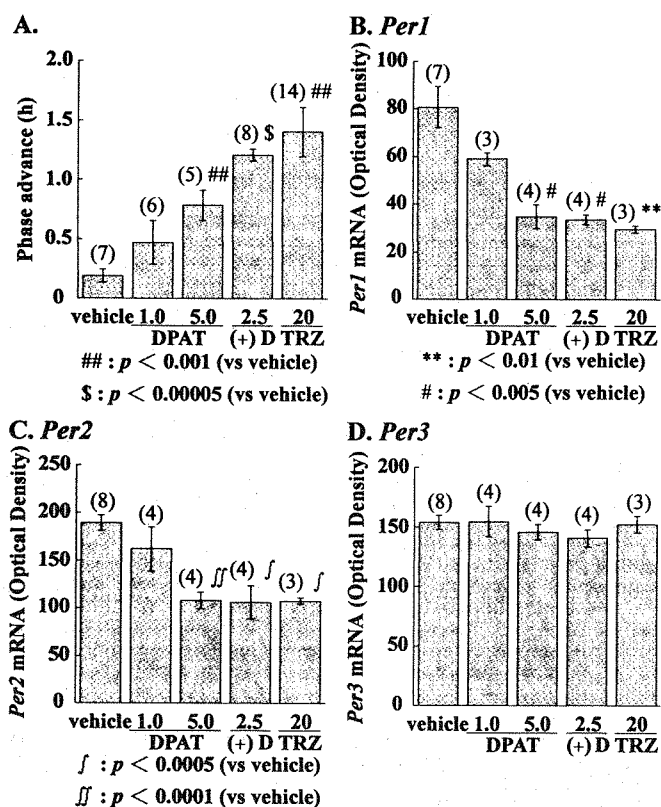 A.
Phase advance (h)
2.0
1.5
1.0
0.5
0
(7)
(6)
(5) ##
(8) $
(14) ##
vehicle 1.0 5.0 2.5 20
DPAT (+) D TRZ
## : p < 0.001 (vs vehicle)
$ : p < 0.00005 (vs vehicle)
B. Per1
Per1 mRNA (Optical Density)
100
80
60
40
20
0
(7)
(3)
(4) #
(4) #
(3) **
vehicle 1.0 5.0 2.5 20
DPAT (+) D TRZ
** : p < 0.01 (vs vehicle)
# : p < 0.005 (vs vehicle)
C. Per2
Per2 mRNA (Optical Density)
250
200
150
100
50
0
(8)
(4)
(4) ∬
(4) ∫
(3) ∫
vehicle 1.0 5.0 2.5 20
DPAT (+) D TRZ
∫ : p < 0.0005 (vs vehicle)
∬ : p < 0.0001 (vs vehicle)
D. Per3
Per3 mRNA (Optical Density)
200
150
100
50
0
(8)
(4)
(4)
(4)
(3)
vehicle 1.0 5.0 2.5 20
DPAT (+) D TRZ